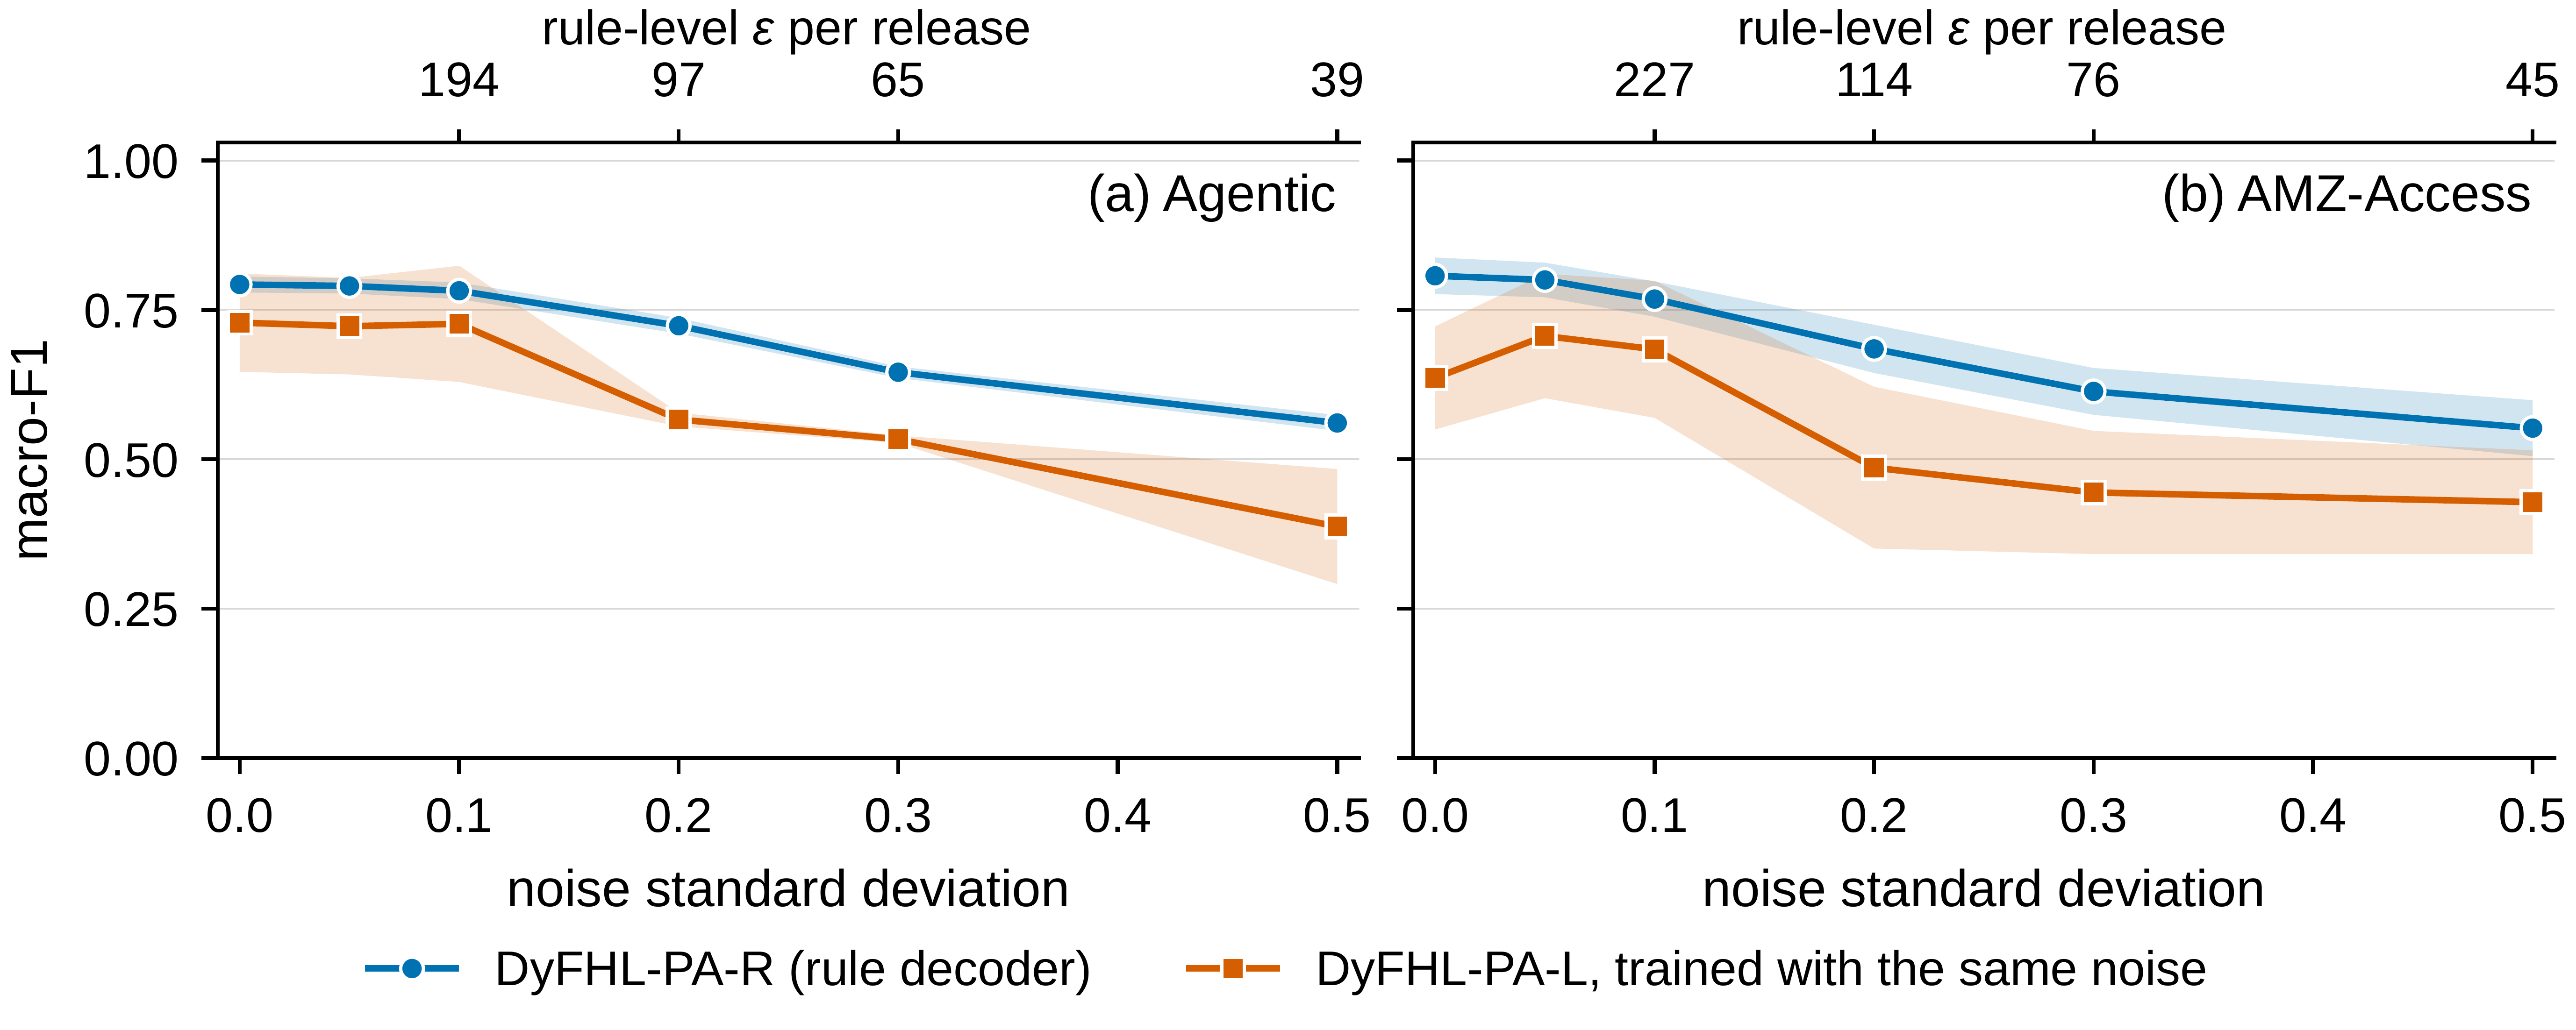 rule-level ε per release
194 97 65 39
rule-level ε per release
227 114 76 45
(a) Agentic
(b) AMZ-Access
macro-F1
1.00
0.75
0.50
0.25
0.00
0.0 0.1 0.2 0.3 0.4 0.5
0.0 0.1 0.2 0.3 0.4 0.5
noise standard deviation
noise standard deviation
DyFHL-PA-R (rule decoder)
DyFHL-PA-L, trained with the same noise